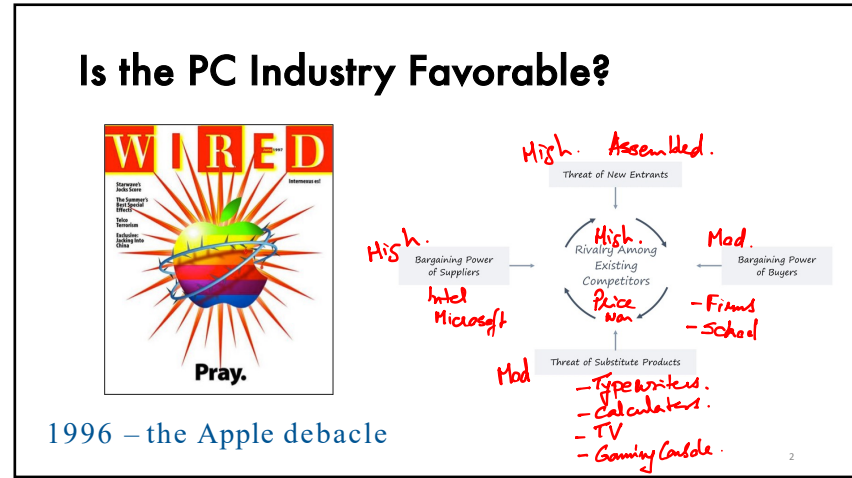 Is the PC Industry Favorable?
WIRED
Starwave's
Jocks Score
The Summer's
Best Special
Effects
Telco
Terrorism
Exclusive:
Jacking Into
China
Internexus es!
Pray.
1996 – the Apple debacle
High. Assembled.
Threat of New Entrants
High.
Bargaining Power
of Suppliers
Intel
Microsoft
High.
Rivalry Among
Existing
Competitors
Price
war
Mod.
Bargaining Power
of Buyers
- Firms
- School
Mod
Threat of Substitute Products
- Typewriters.
- Calculators.
- TV
- Gaming Console.
2